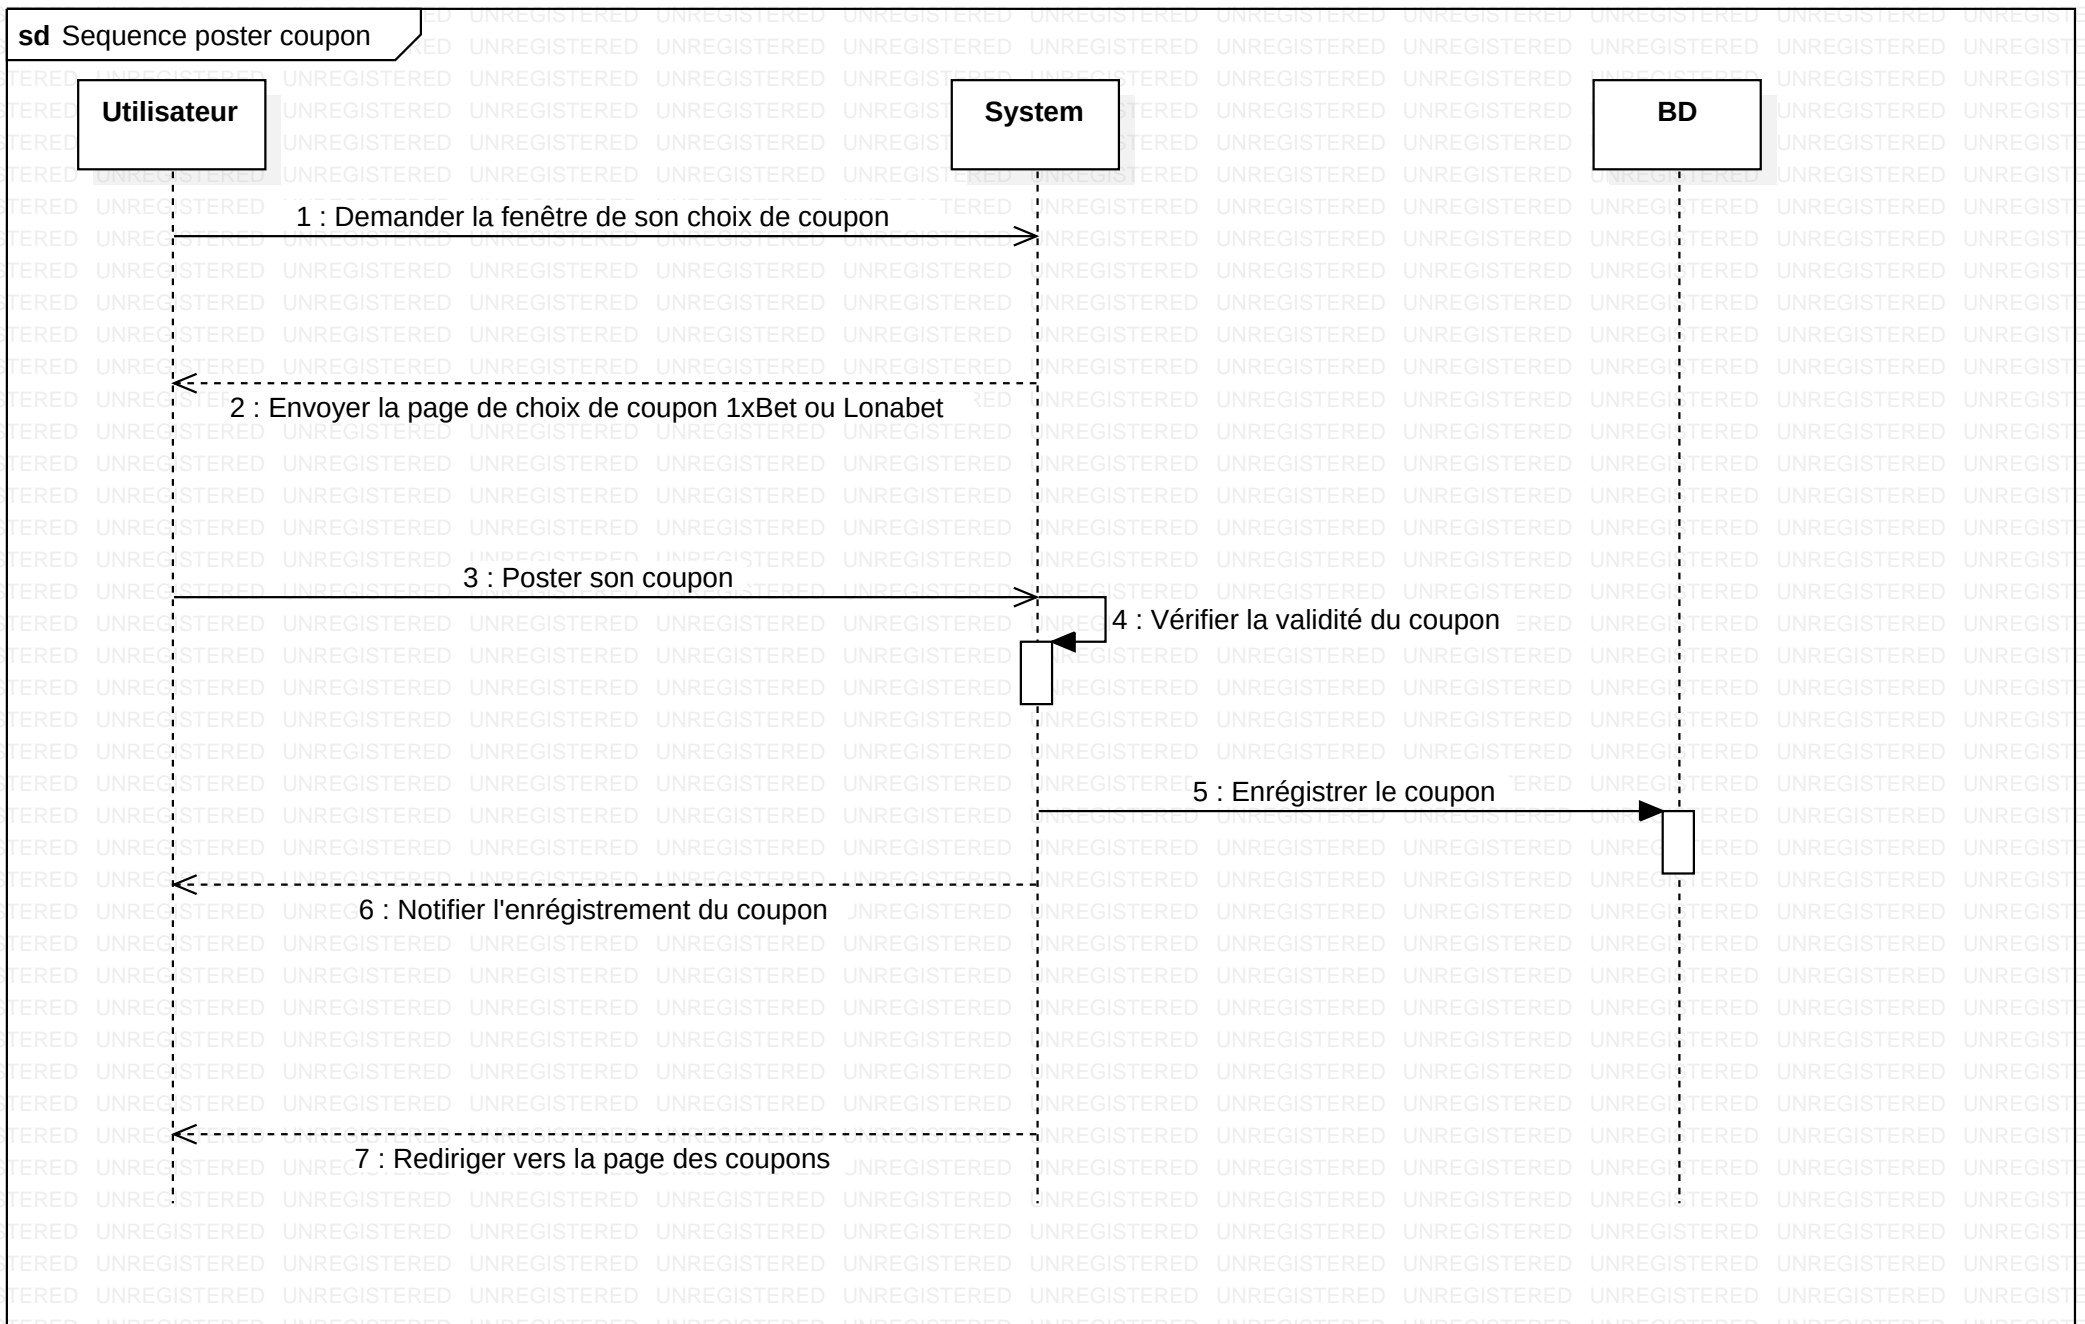 sd Sequence poster coupon
Utilisateur
System
BD
1 : Demander la fenêtre de son choix de coupon
2 : Envoyer la page de choix de coupon 1xBet ou Lonabet
3 : Poster son coupon
4 : Vérifier la validité du coupon
5 : Enrégistrer le coupon
6 : Notifier l'enrégistrement du coupon
7 : Rediriger vers la page des coupons
UNREGISTERED